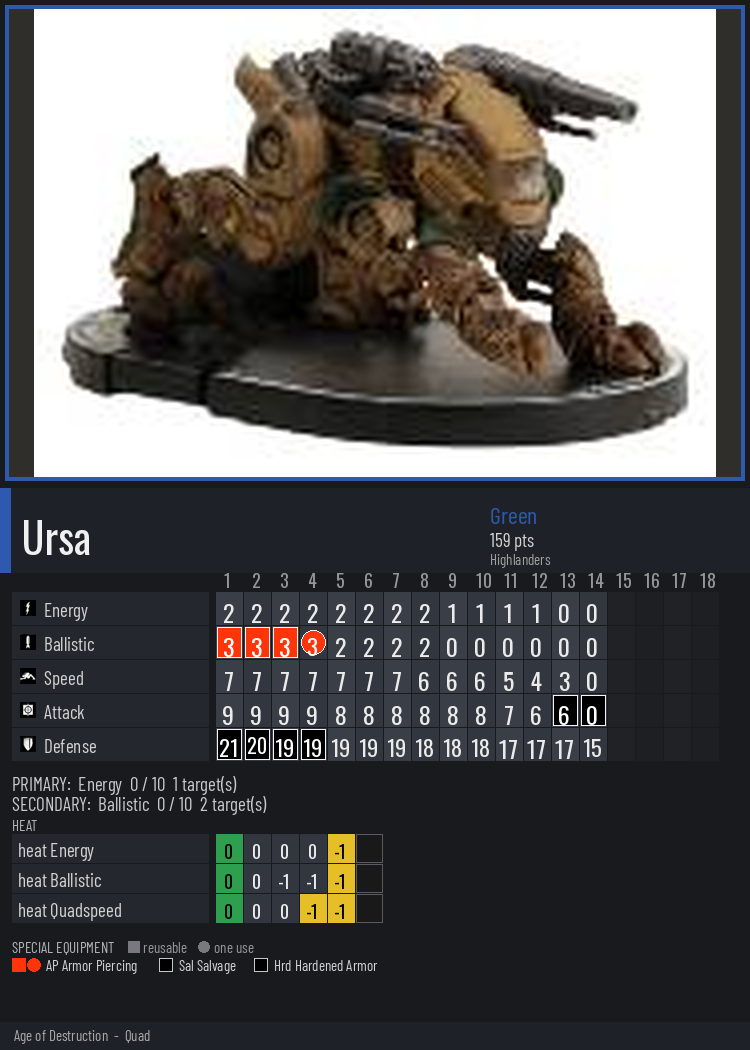 Ursa
Green
159 pts
Highlanders
1 2 3 4 5 6 7 8 9 10 11 12 13 14 15 16 17 18
Energy 2 2 2 2 2 2 2 2 1 1 1 1 0 0
Ballistic 3 3 3 3 2 2 2 2 0 0 0 0 0 0
Speed 7 7 7 7 7 7 7 6 6 6 5 4 3 0
Attack 9 9 9 9 8 8 8 8 8 8 7 6 6 0
Defense 21 20 19 19 19 19 19 18 18 18 17 17 17 15
PRIMARY: Energy 0 / 10 1 target(s)
SECONDARY: Ballistic 0 / 10 2 target(s)
HEAT
heat Energy 0 0 0 0 -1
heat Ballistic 0 0 -1 -1 -1
heat Quadspeed 0 0 0 -1 -1
SPECIAL EQUIPMENT reusable one use
AP Armor Piercing Sal Salvage Hrd Hardened Armor
Age of Destruction - Quad